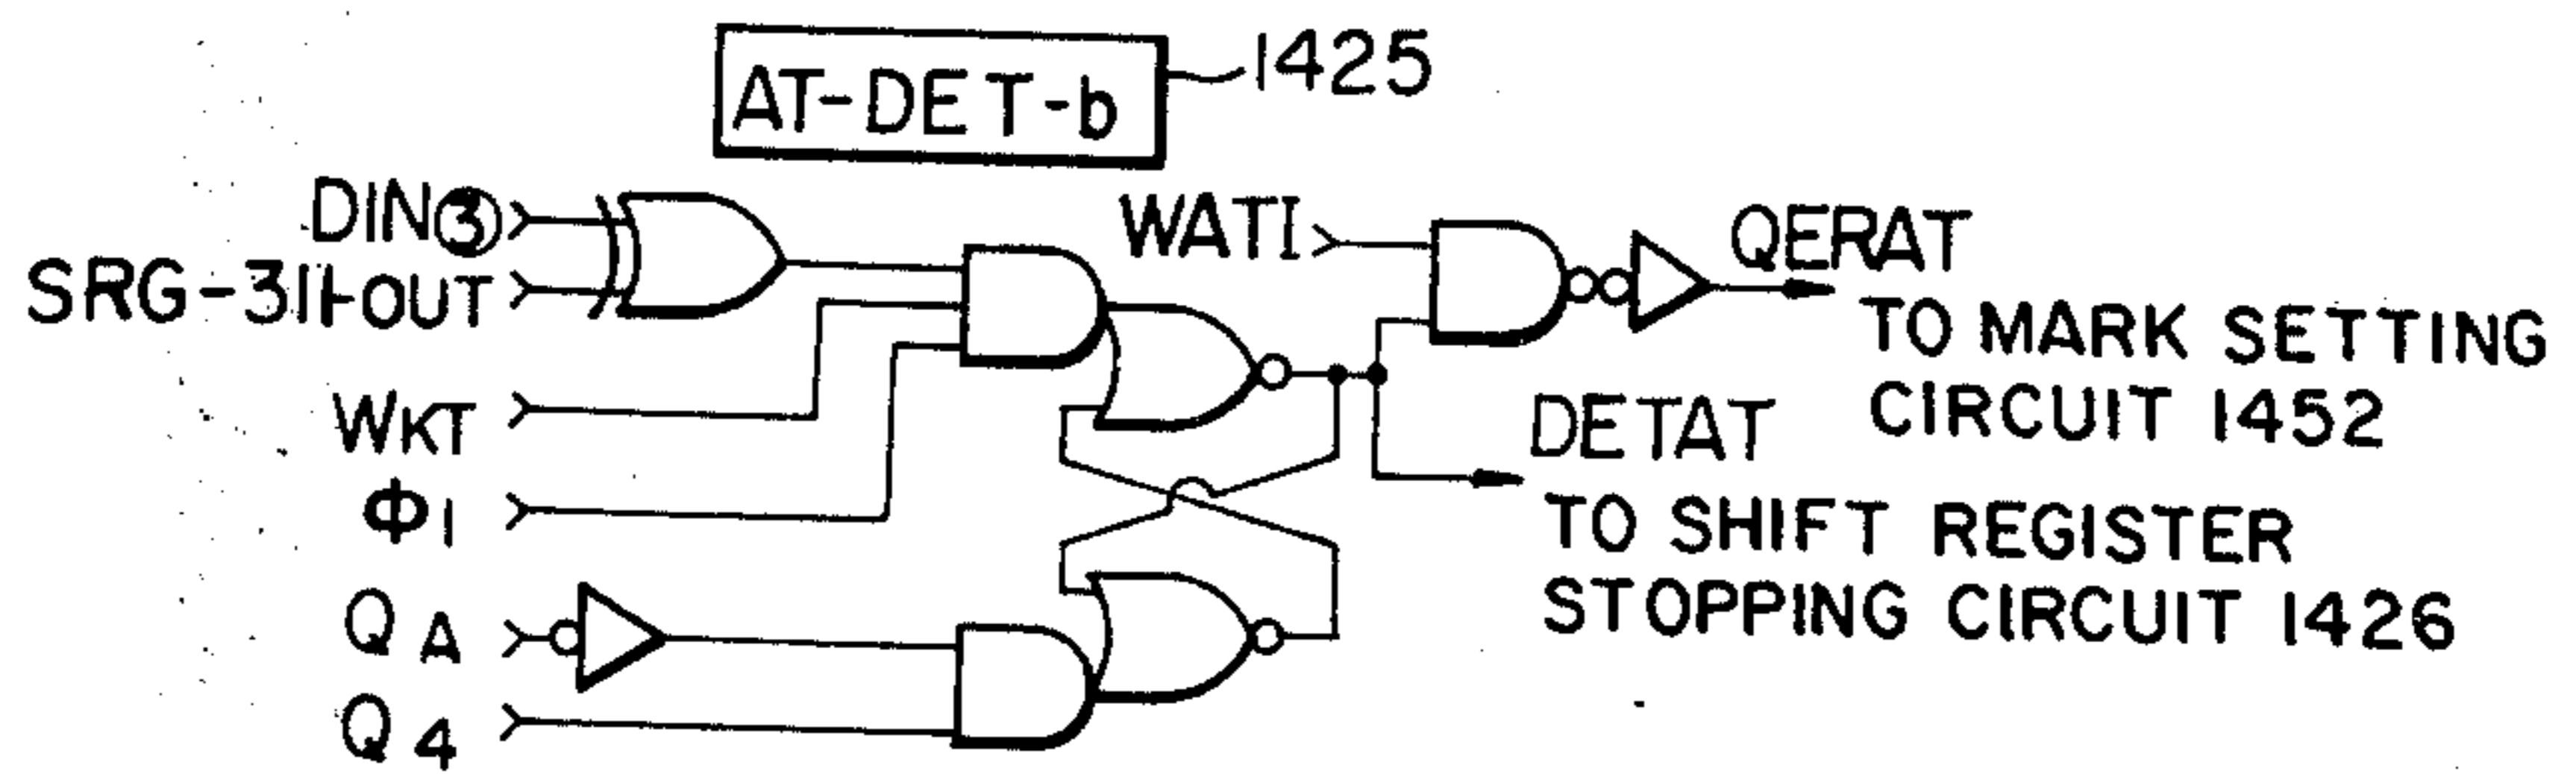 1425
AT-DET-b
DIN③
SRG-311-OUT
WKT
Φ1
QA
Q4
WATI
QERAT
TO MARK SETTING
CIRCUIT 1452
DETAT
TO SHIFT REGISTER
STOPPING CIRCUIT 1426